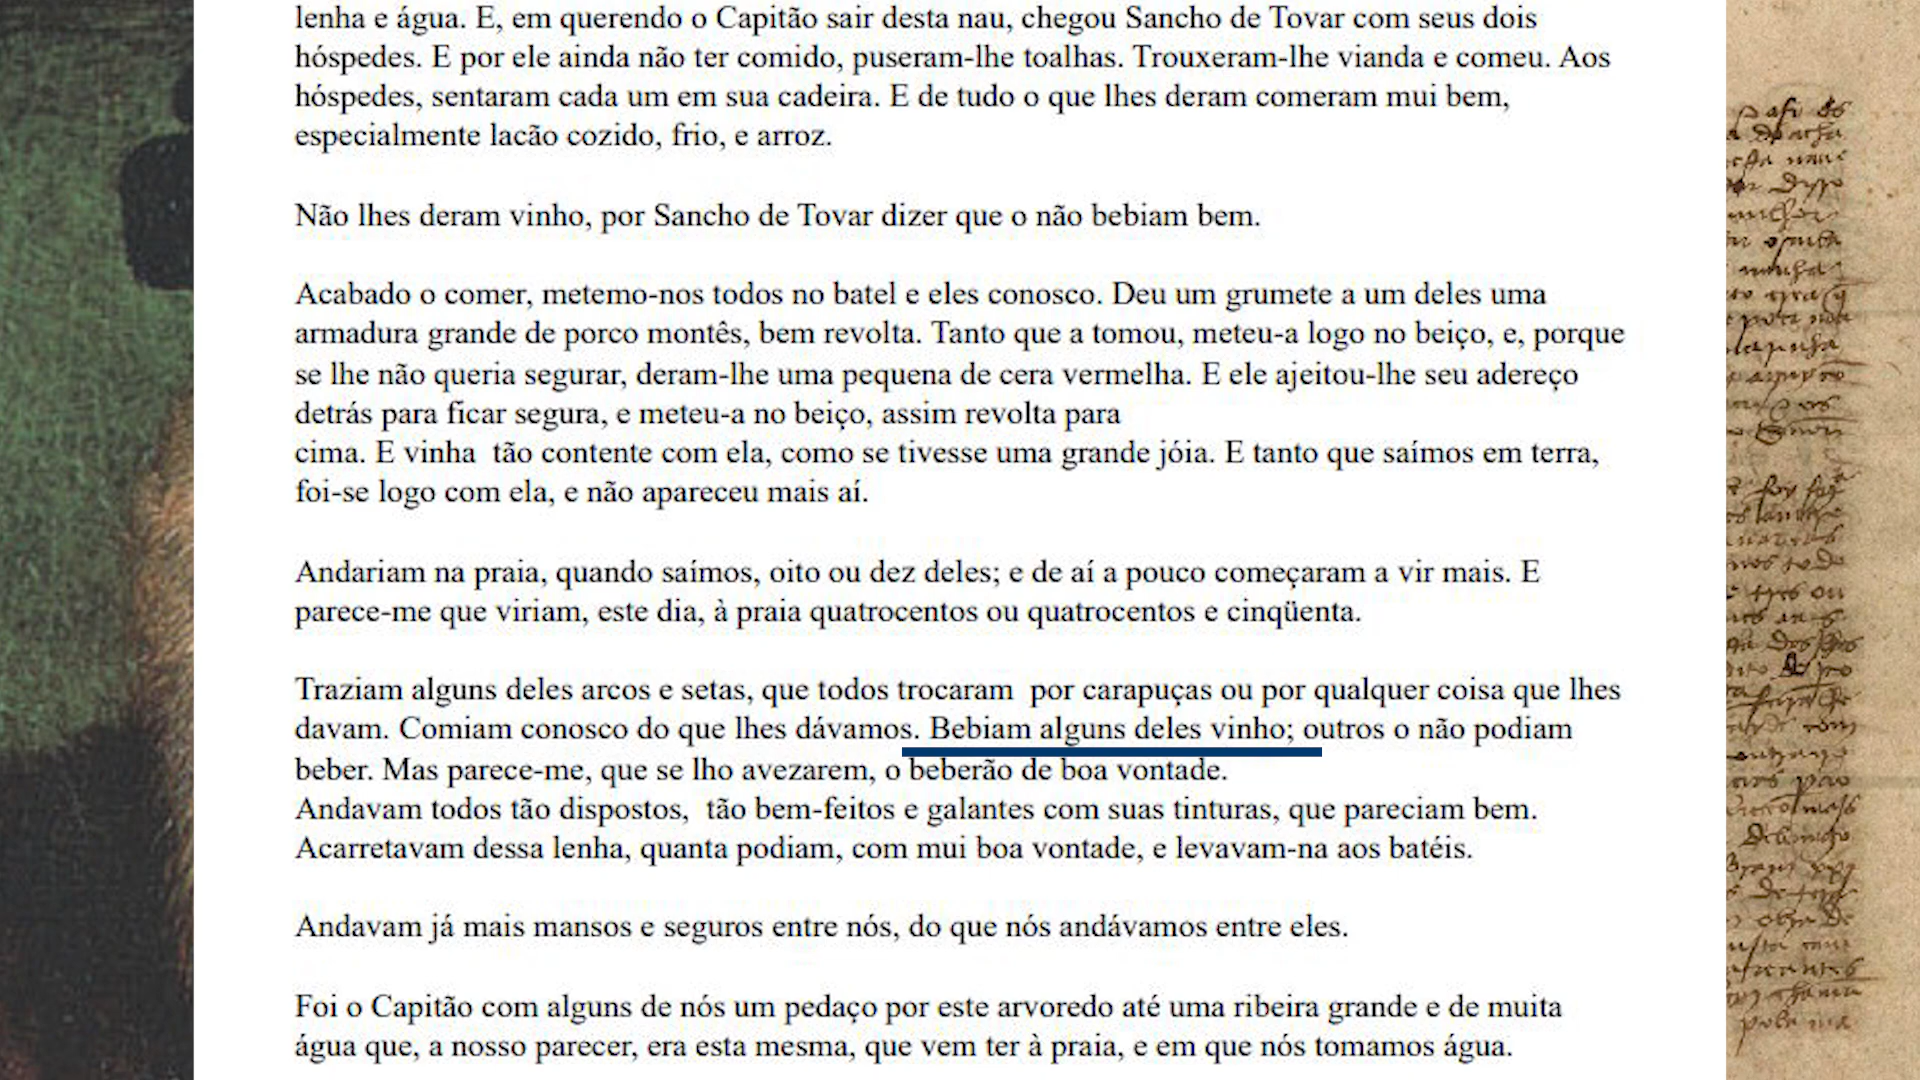 lenha e água. E, em querendo o Capitão sair desta nau, chegou Sancho de Tovar com seus dois
hóspedes. E por ele ainda não ter comido, puseram-lhe toalhas. Trouxeram-lhe vianda e comeu. Aos
hóspedes, sentaram cada um em sua cadeira. E de tudo o que lhes deram comeram mui bem,
especialmente lacão cozido, frio, e arroz.
Não lhes deram vinho, por Sancho de Tovar dizer que o não bebiam bem.
Acabado o comer, metemo-nos todos no batel e eles conosco. Deu um grumete a um deles uma
armadura grande de porco montês, bem revolta. Tanto que a tomou, meteu-a logo no beiço, e, porque
se lhe não queria segurar, deram-lhe uma pequena de cera vermelha. E ele ajeitou-lhe seu adereço
detrás para ficar segura, e meteu-a no beiço, assim revolta para
cima. E vinha  tão contente com ela, como se tivesse uma grande jóia. E tanto que saímos em terra,
foi-se logo com ela, e não apareceu mais aí.
Andariam na praia, quando saímos, oito ou dez deles; e de aí a pouco começaram a vir mais. E
parece-me que viriam, este dia, à praia quatrocentos ou quatrocentos e cinqüenta.
Traziam alguns deles arcos e setas, que todos trocaram  por carapuças ou por qualquer coisa que lhes
davam. Comiam conosco do que lhes dávamos. Bebiam alguns deles vinho; outros o não podiam
beber. Mas parece-me, que se lho avezarem, o beberão de boa vontade.
Andavam todos tão dispostos,  tão bem-feitos e galantes com suas tinturas, que pareciam bem.
Acarretavam dessa lenha, quanta podiam, com mui boa vontade, e levavam-na aos batéis.
Andavam já mais mansos e seguros entre nós, do que nós andávamos entre eles.
Foi o Capitão com alguns de nós um pedaço por este arvoredo até uma ribeira grande e de muita
água que, a nosso parecer, era esta mesma, que vem ter à praia, e em que nós tomamos água.